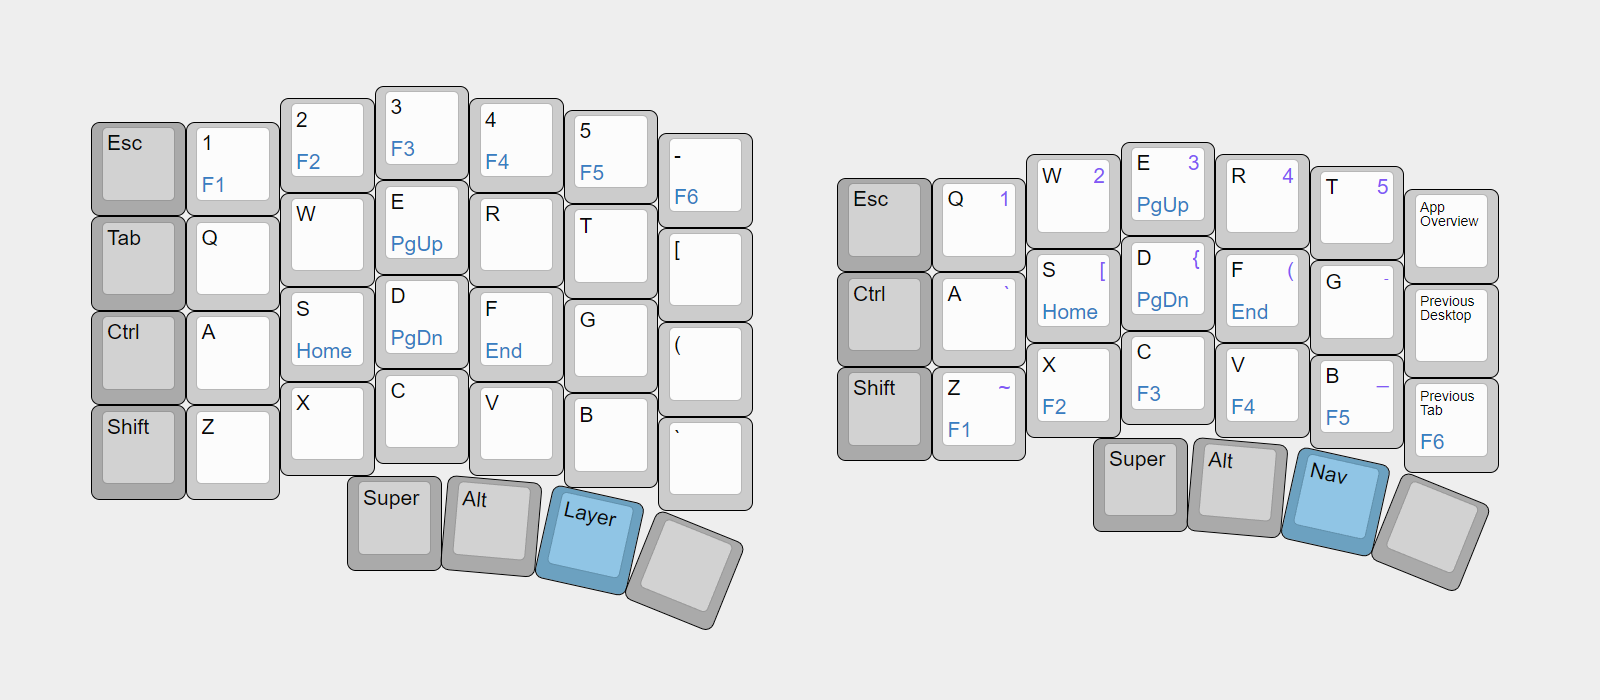 Esc
1
F1
2
F2
3
F3
4
F4
5
F5
-
F6
Tab
Q
W
E
PgUp
R
T
[
Ctrl
A
S
Home
D
PgDn
F
End
G
(
Shift
Z
X
C
V
B
`
Super
Alt
Layer
Esc
Q 1
W 2
E 3
PgUp
R 4
T 5
App
Overview
Ctrl
A `
S [
Home
D {
PgDn
F (
End
G -
Previous
Desktop
Shift
Z ~
F1
X
F2
C
F3
V
F4
B _
F5
Previous
Tab
F6
Super
Alt
Nav